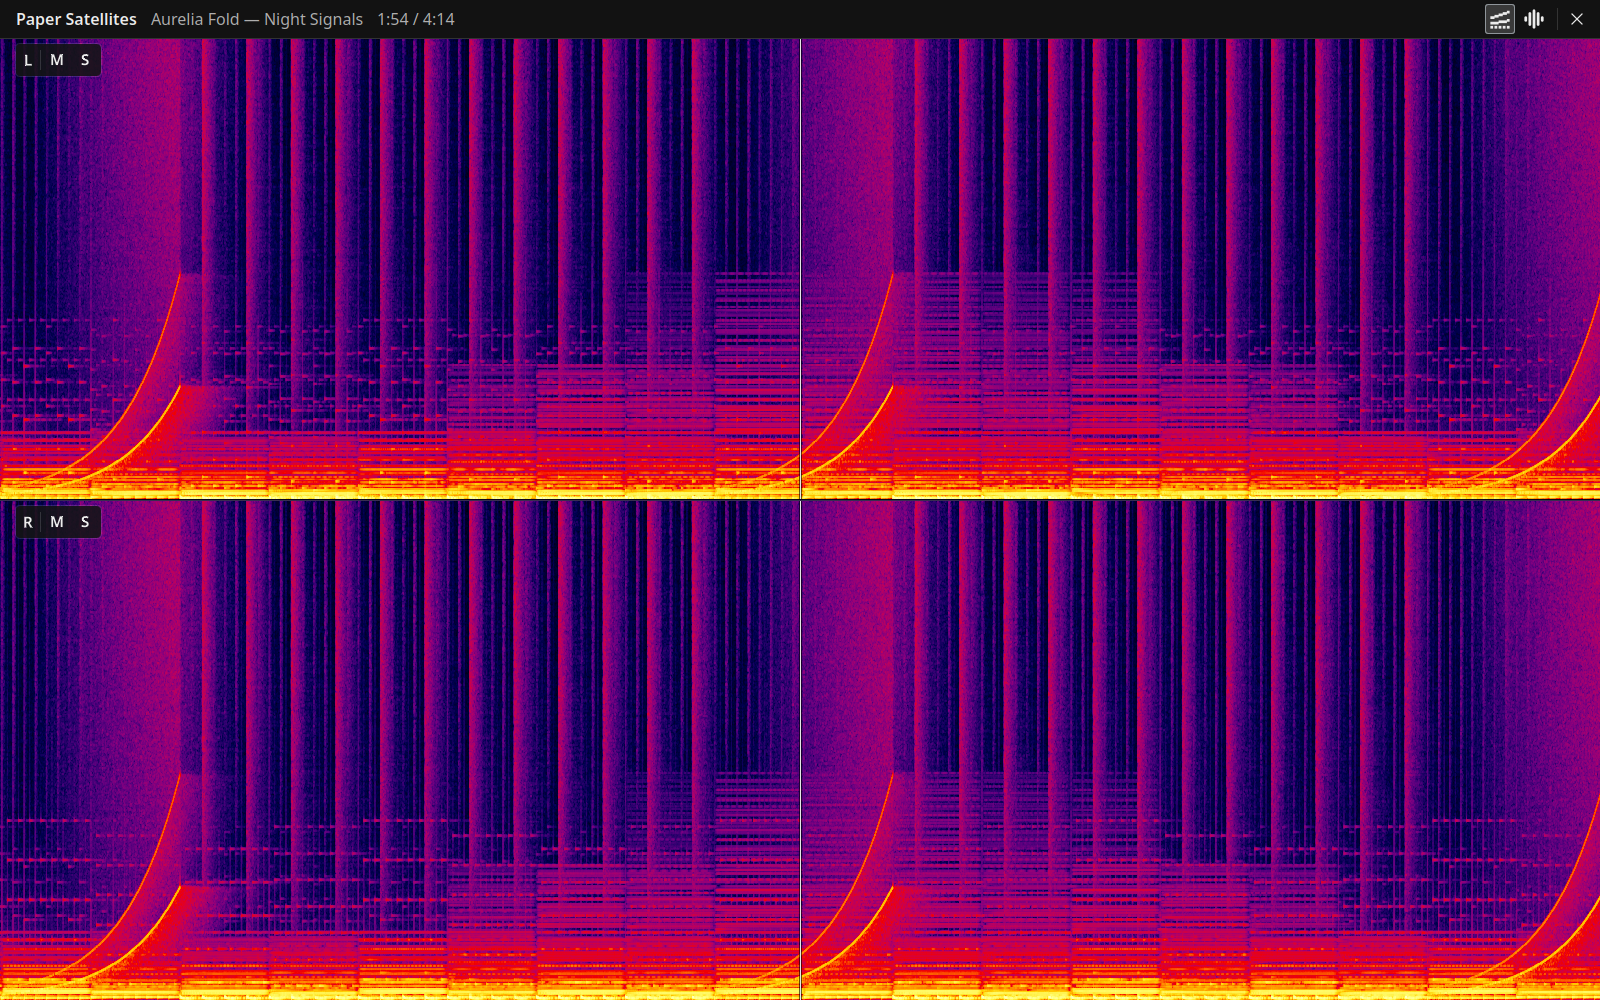 Paper Satellites Aurelia Fold — Night Signals 1:54 / 4:14
L M S
R M S